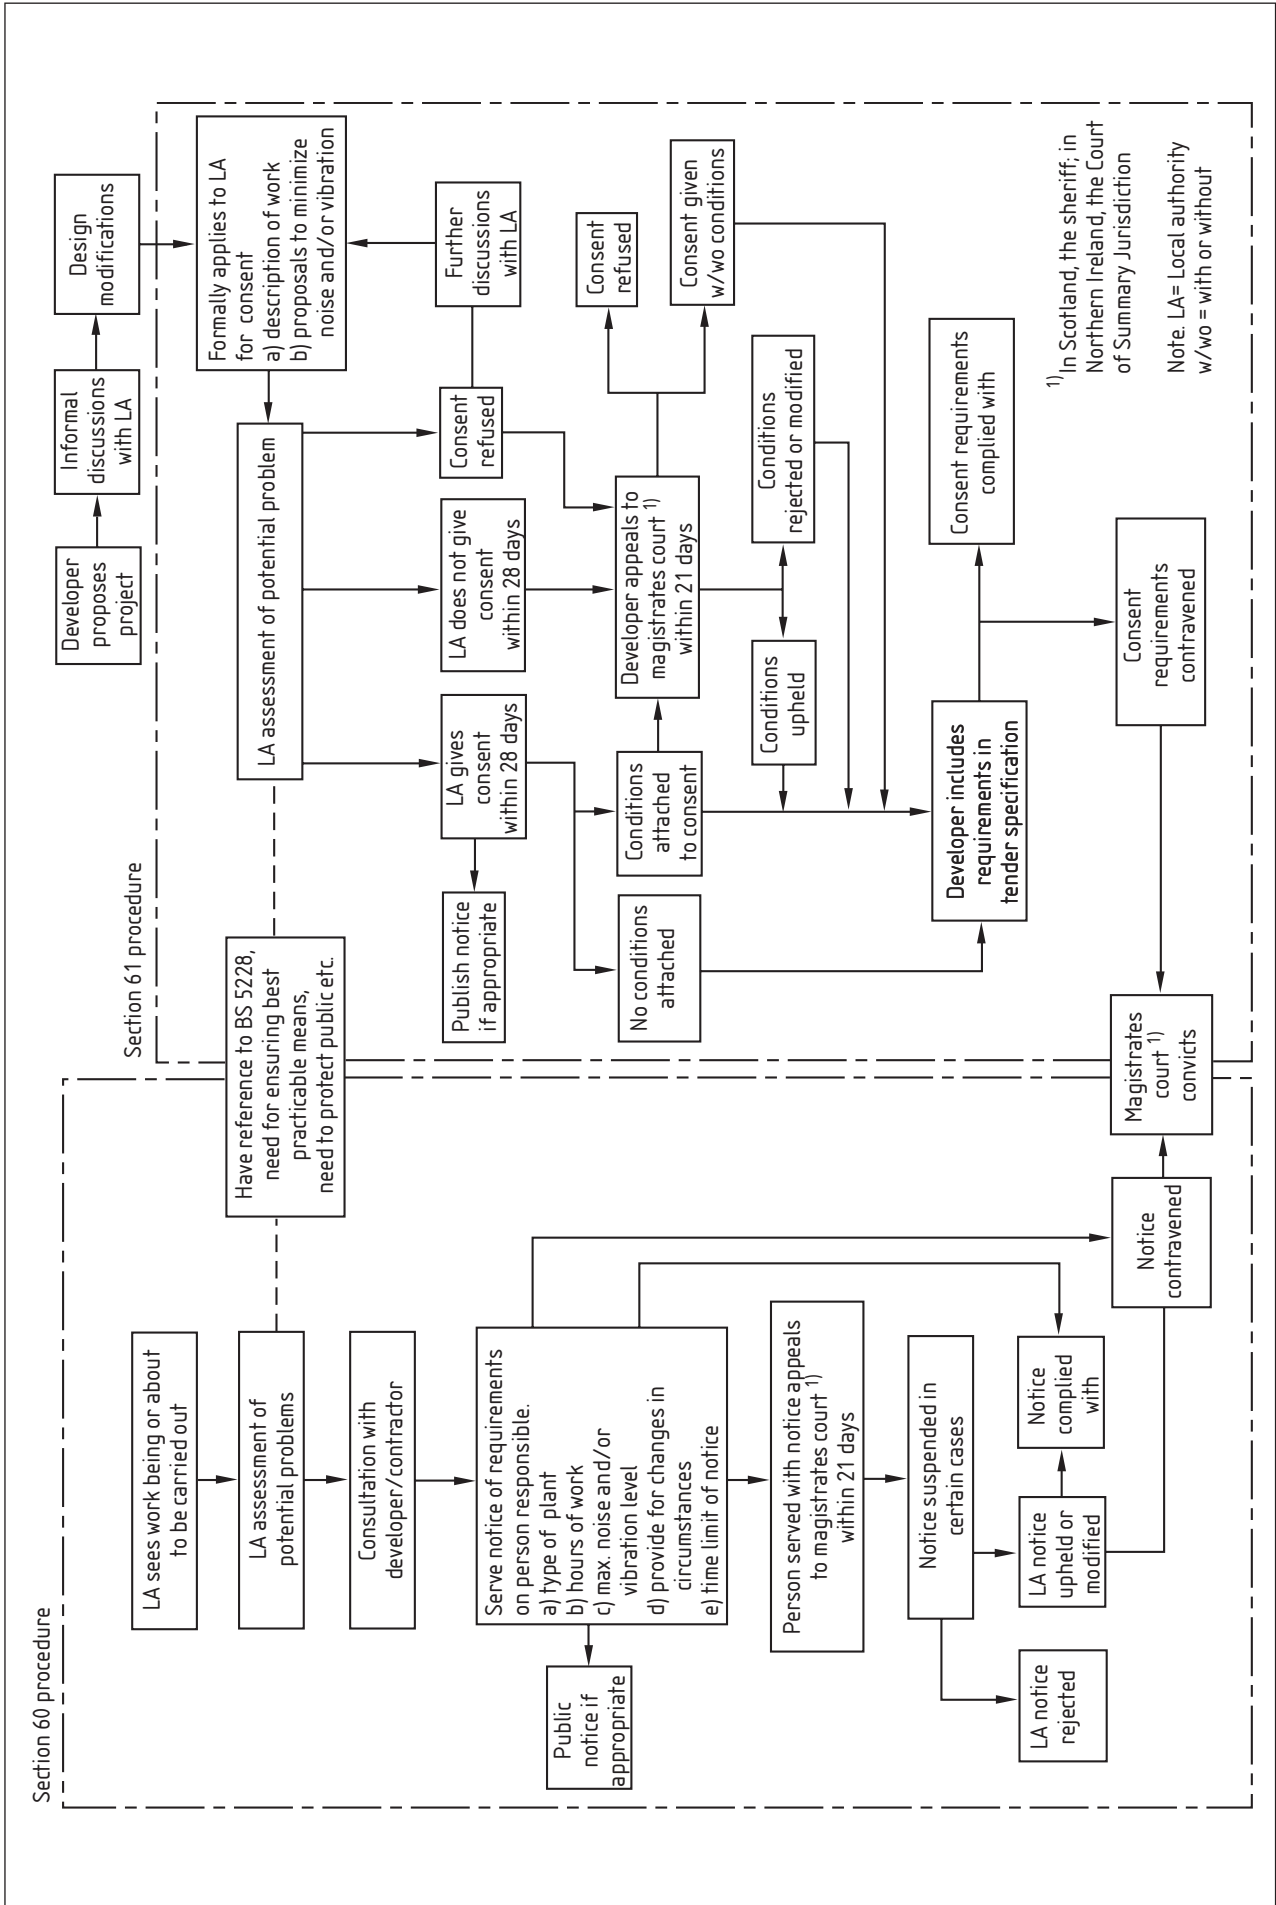 Section 60 procedure
LA sees work being or about
to be carried out
LA assessment of
potential problems
Consultation with
developer/contractor
Serve notice of requirements
on person responsible.
a) type of plant
b) hours of work
c) max. noise and/or
vibration level
d) provide for changes in
circumstances
e) time limit of notice
Public
notice if
appropriate
Person served with notice appeals
to magistrates court 1)
within 21 days
Notice suspended in
certain cases
LA notice
rejected
LA notice
upheld or
modified
Notice
complied
with
Notice
contravened
Have reference to BS 5228,
need for ensuring best
practicable means,
need to protect public etc.
Magistrates
court 1)
convicts
Section 61 procedure
Developer
proposes
project
Informal
discussions
with LA
Design
modifications
Formally applies to LA
for consent
a) description of work
b) proposals to minimize
noise and/or vibration
LA assessment of potential problem
LA gives
consent
within 28 days
LA does not give
consent
within 28 days
Consent
refused
Further
discussions
with LA
Publish notice
if appropriate
No conditions
attached
Conditions
attached
to consent
Developer appeals to
magistrates court 1)
within 21 days
Consent
refused
Consent given
w/wo conditions
Conditions
upheld
Conditions
rejected or modified
Developer includes
requirements in
tender specification
Consent requirements
complied with
Consent
requirements
contravened
1) In Scotland, the sheriff; in
Northern Ireland, the Court
of Summary Jurisdiction
Note. LA= Local authority
w/wo = with or without